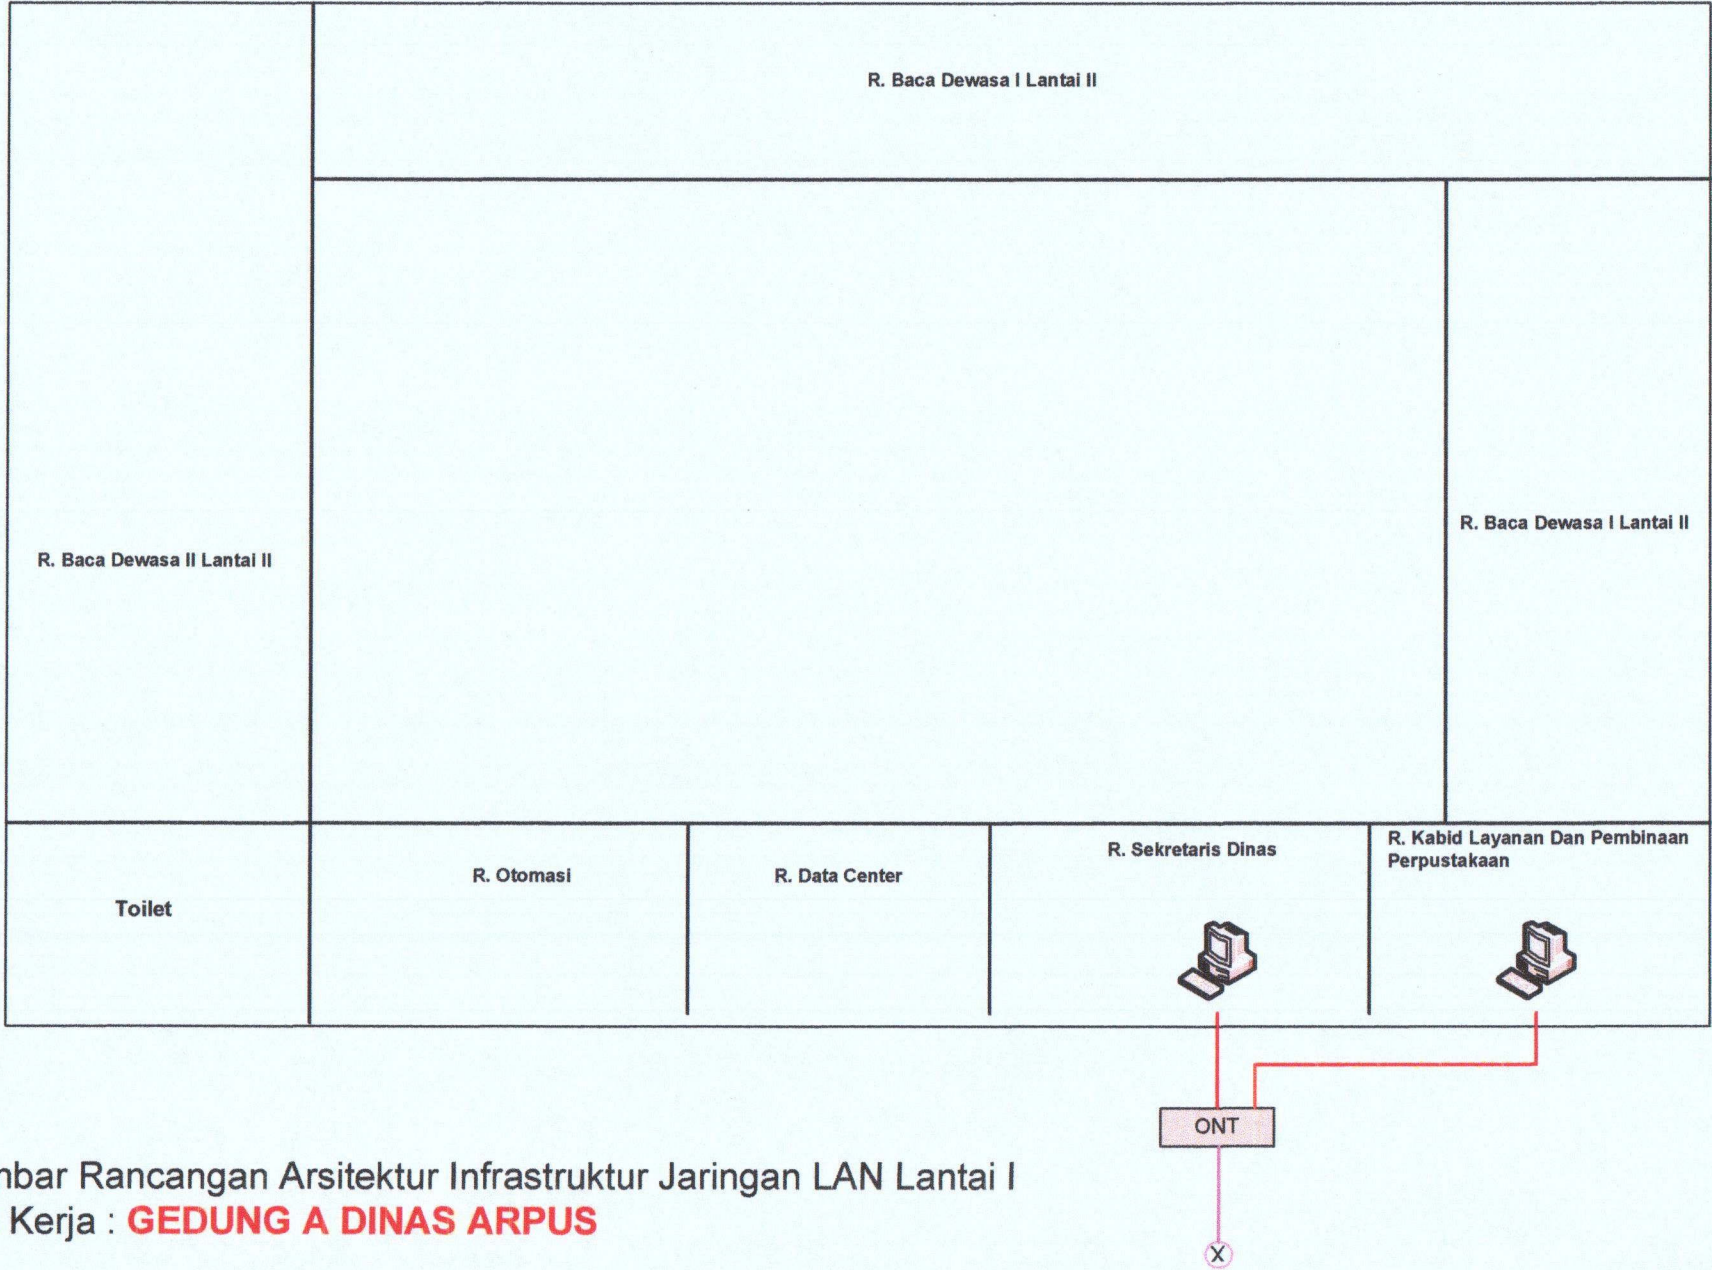 R. Baca Dewasa I Lantai II
R. Baca Dewasa I Lantai II
R. Baca Dewasa II Lantai II
R. Kabid Layanan Dan Pembinaan
Perpustakaan
R. Sekretaris Dinas
R. Otomasi
R. Data Center
Toilet
ONT
mbar Rancangan Arsitektur Infrastruktur Jaringan LAN Lantai I
Kerja : GEDUNG A DINAS ARPUS
X